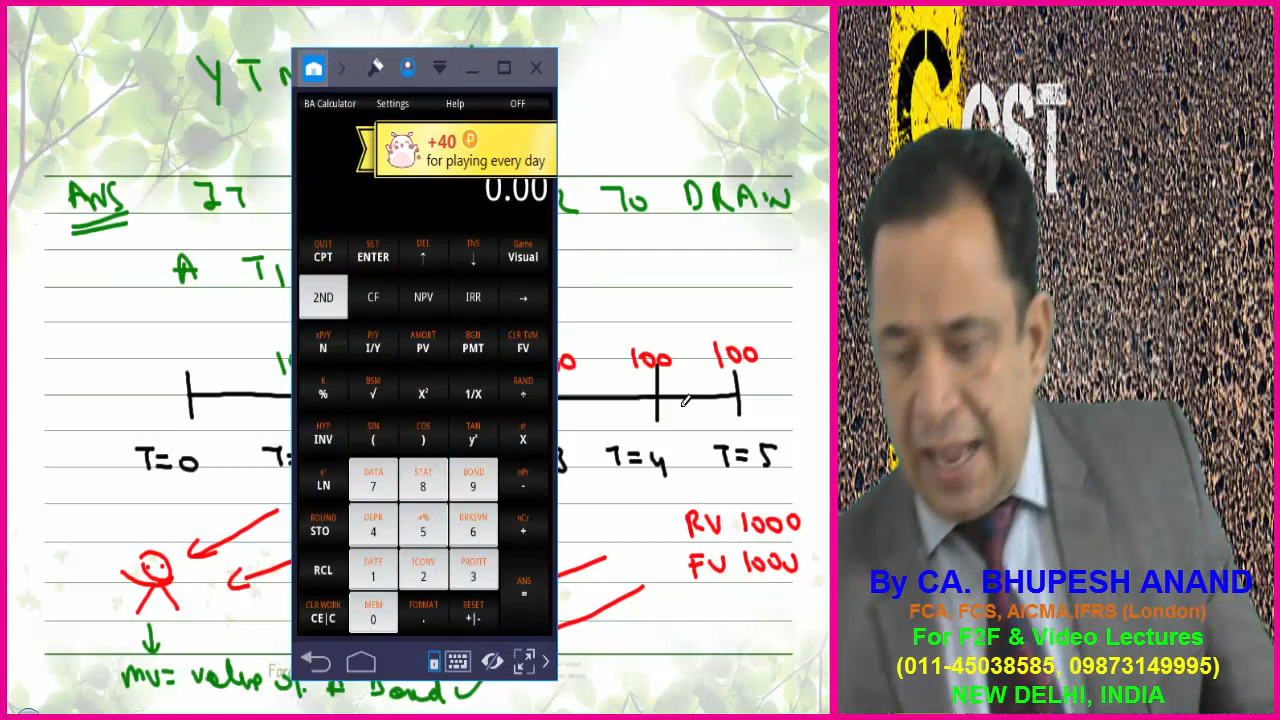 YTM
BA Calculator Settings Help OFF
+40
for playing every day
0.00
ANS IT TO DRAW
A TI
QUIT SET DEL INS Game
CPT ENTER ↑ ↓ Visual
2ND CF NPV IRR →
xP/Y P/Y AMORT BGN CLR TVM
N I/Y PV PMT FV
K BSM RAND
% √ X² 1/X ÷
HYP SIN COS TAN x!
INV ( ) yˣ X
eˣ DATA STAT BOND nPr
LN 7 8 9 -
ROUND DEPR ∆% BRKEVN nCr
STO 4 5 6 +
DATE ICONV PROFIT ANS
RCL 1 2 3 =
CLR WORK MEM FORMAT RESET
CE|C 0 . +|-
100 100
T=0 T=4 T=5
RV 1000
FV 1000
mv= value of A Bond ✓
COST
By CA. BHUPESH ANAND
FCA, FCS, AICMA,IFRS (London)
For F2F & Video Lectures
(011-45038585, 09873149995)
NEW DELHI, INDIA